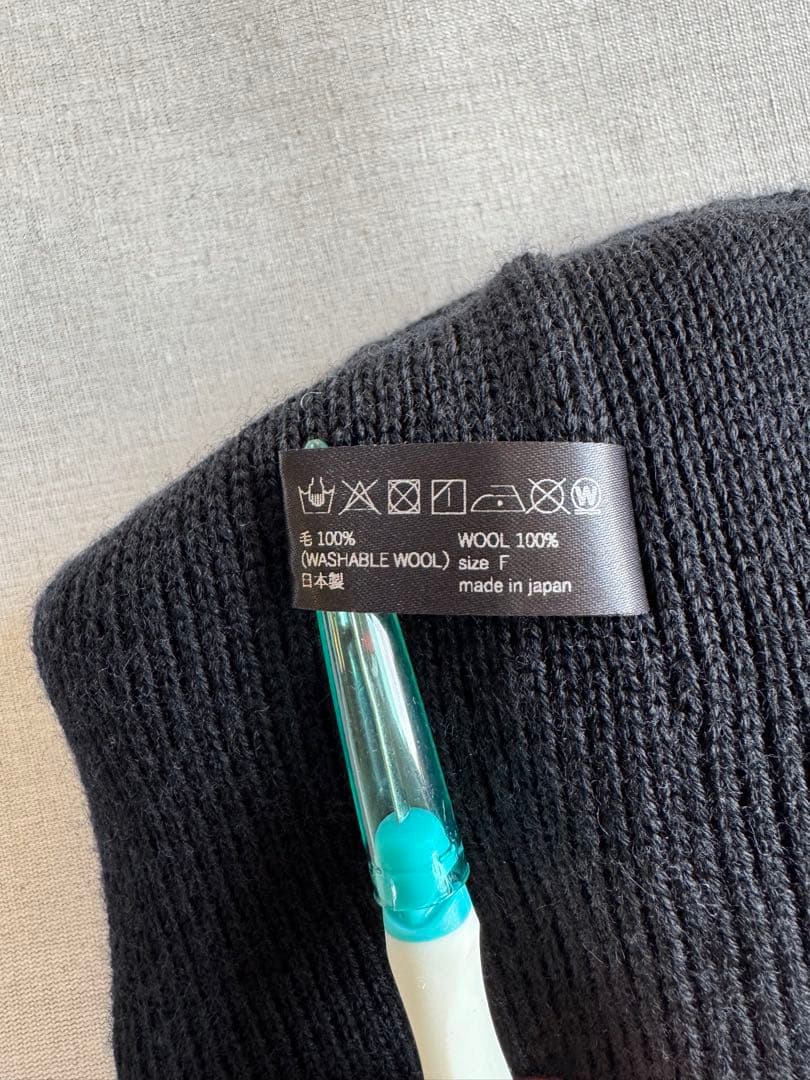 W
毛 100%
(WASHABLE WOOL)
日本製
WOOL 100%
size F
made in japan